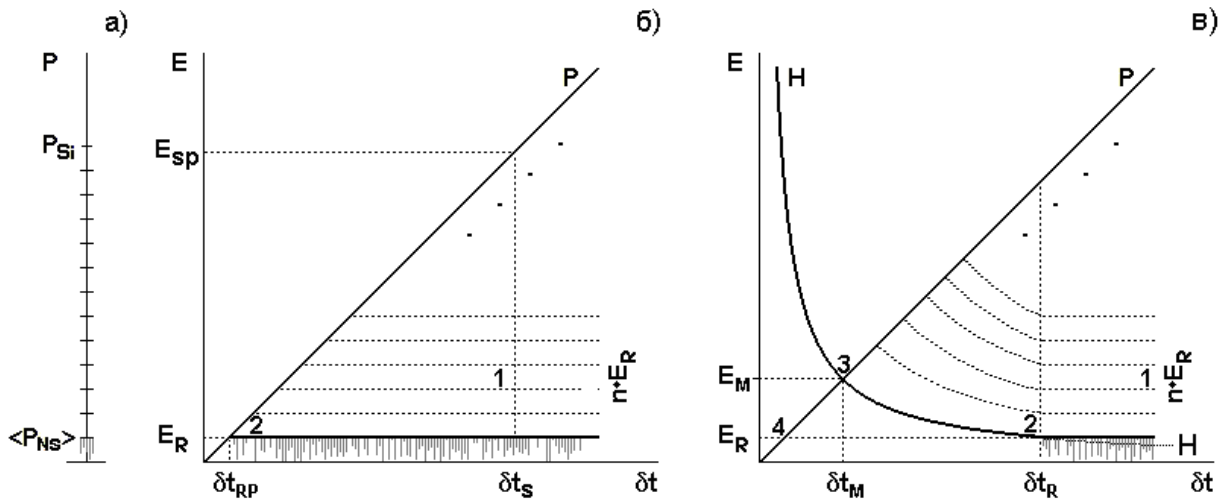 а)
б)
в)
P
E
P
E
H
P
P_Si
E_sp
1
n·E_R
3
1
n·E_R
E_M
<P_NS>
E_R
2
E_R
4
2
H
δt_RP
δt_S
δt
δt_M
δt_R
δt